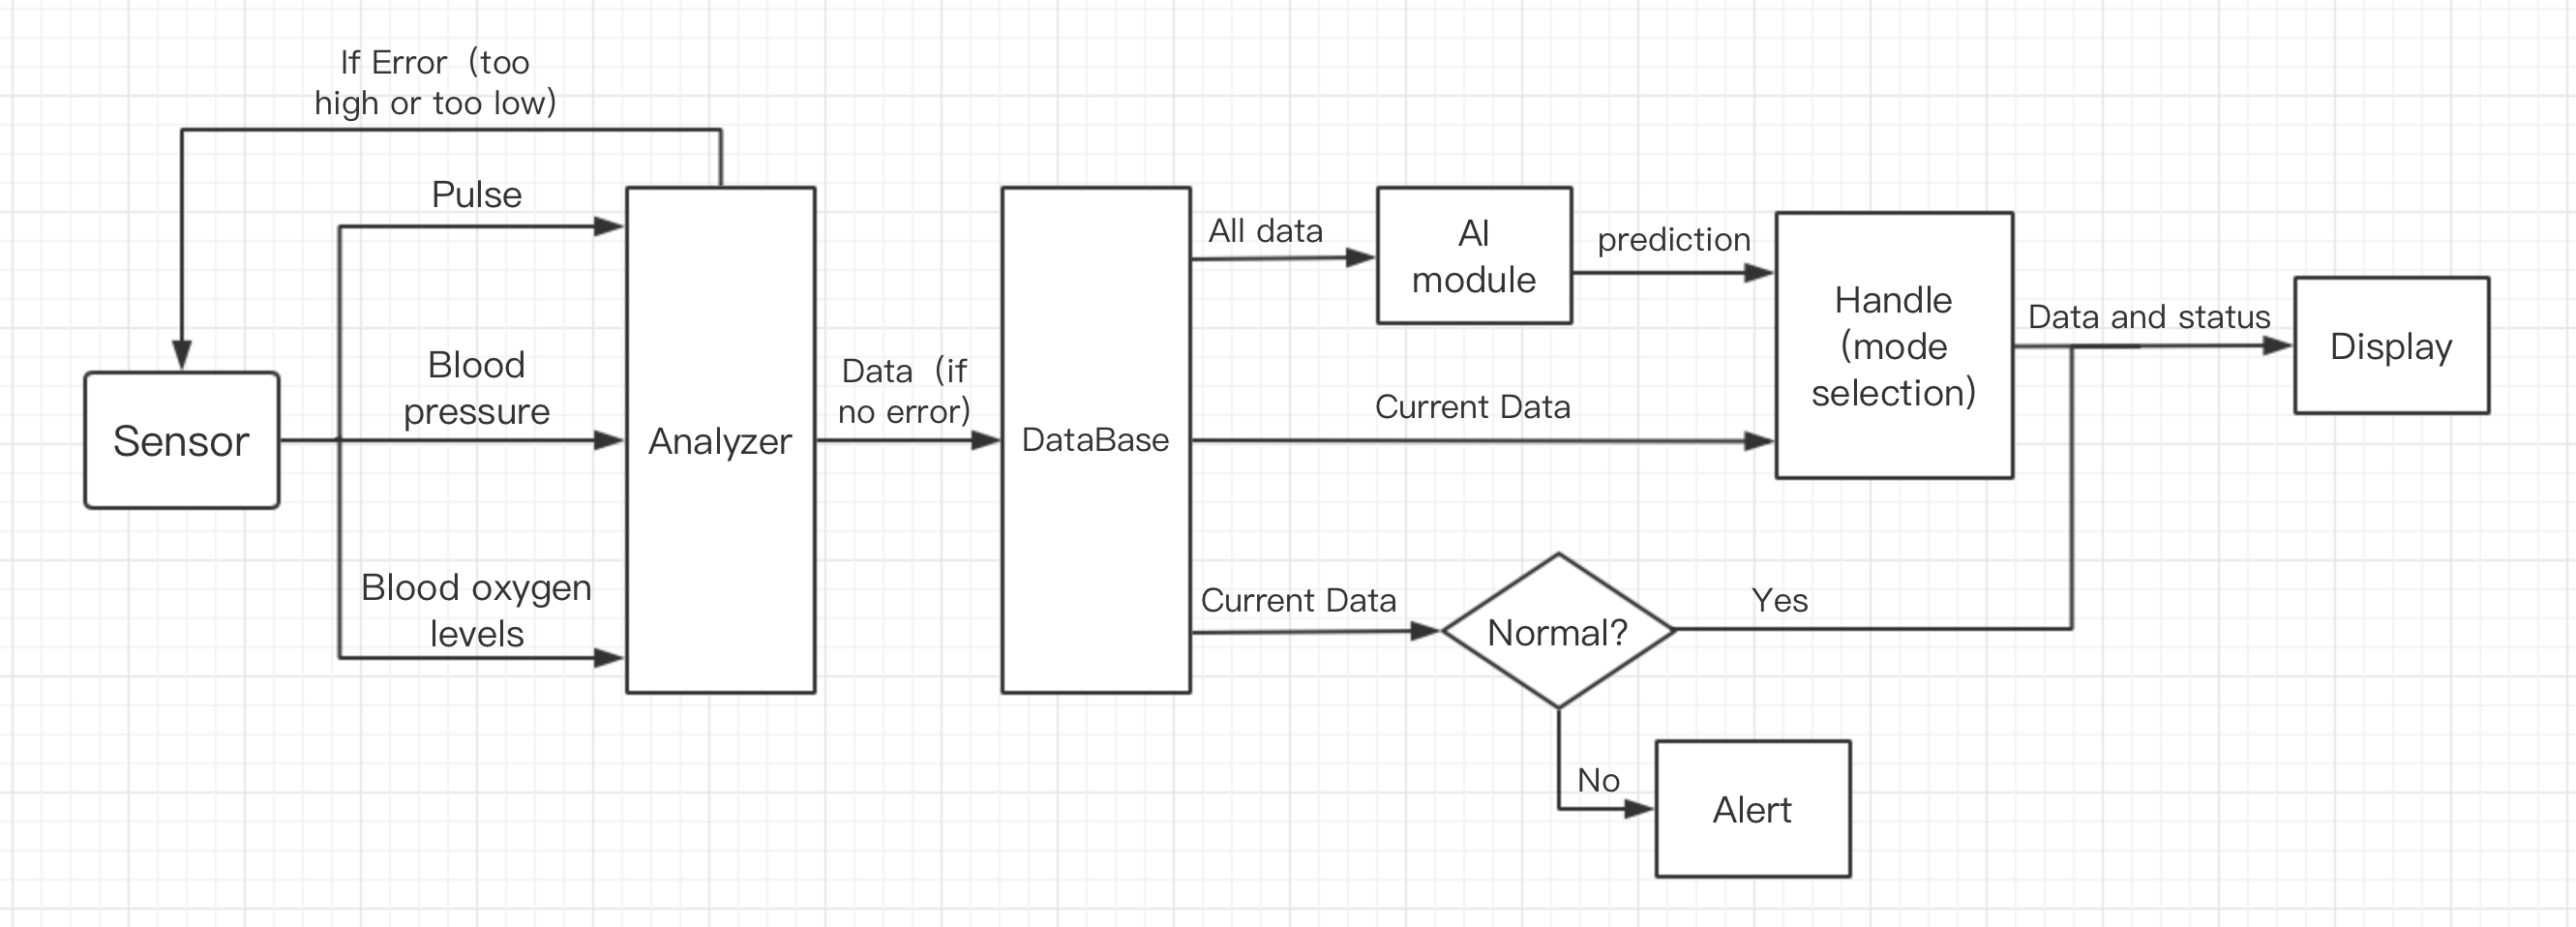 If Error（too
high or too low）
Pulse
Blood
pressure
Blood oxygen
levels
Sensor
Analyzer
Data（if
no error）
DataBase
All data
AI
module
prediction
Current Data
Handle
(mode
selection)
Data and status
Display
Current Data
Normal?
Yes
No
Alert